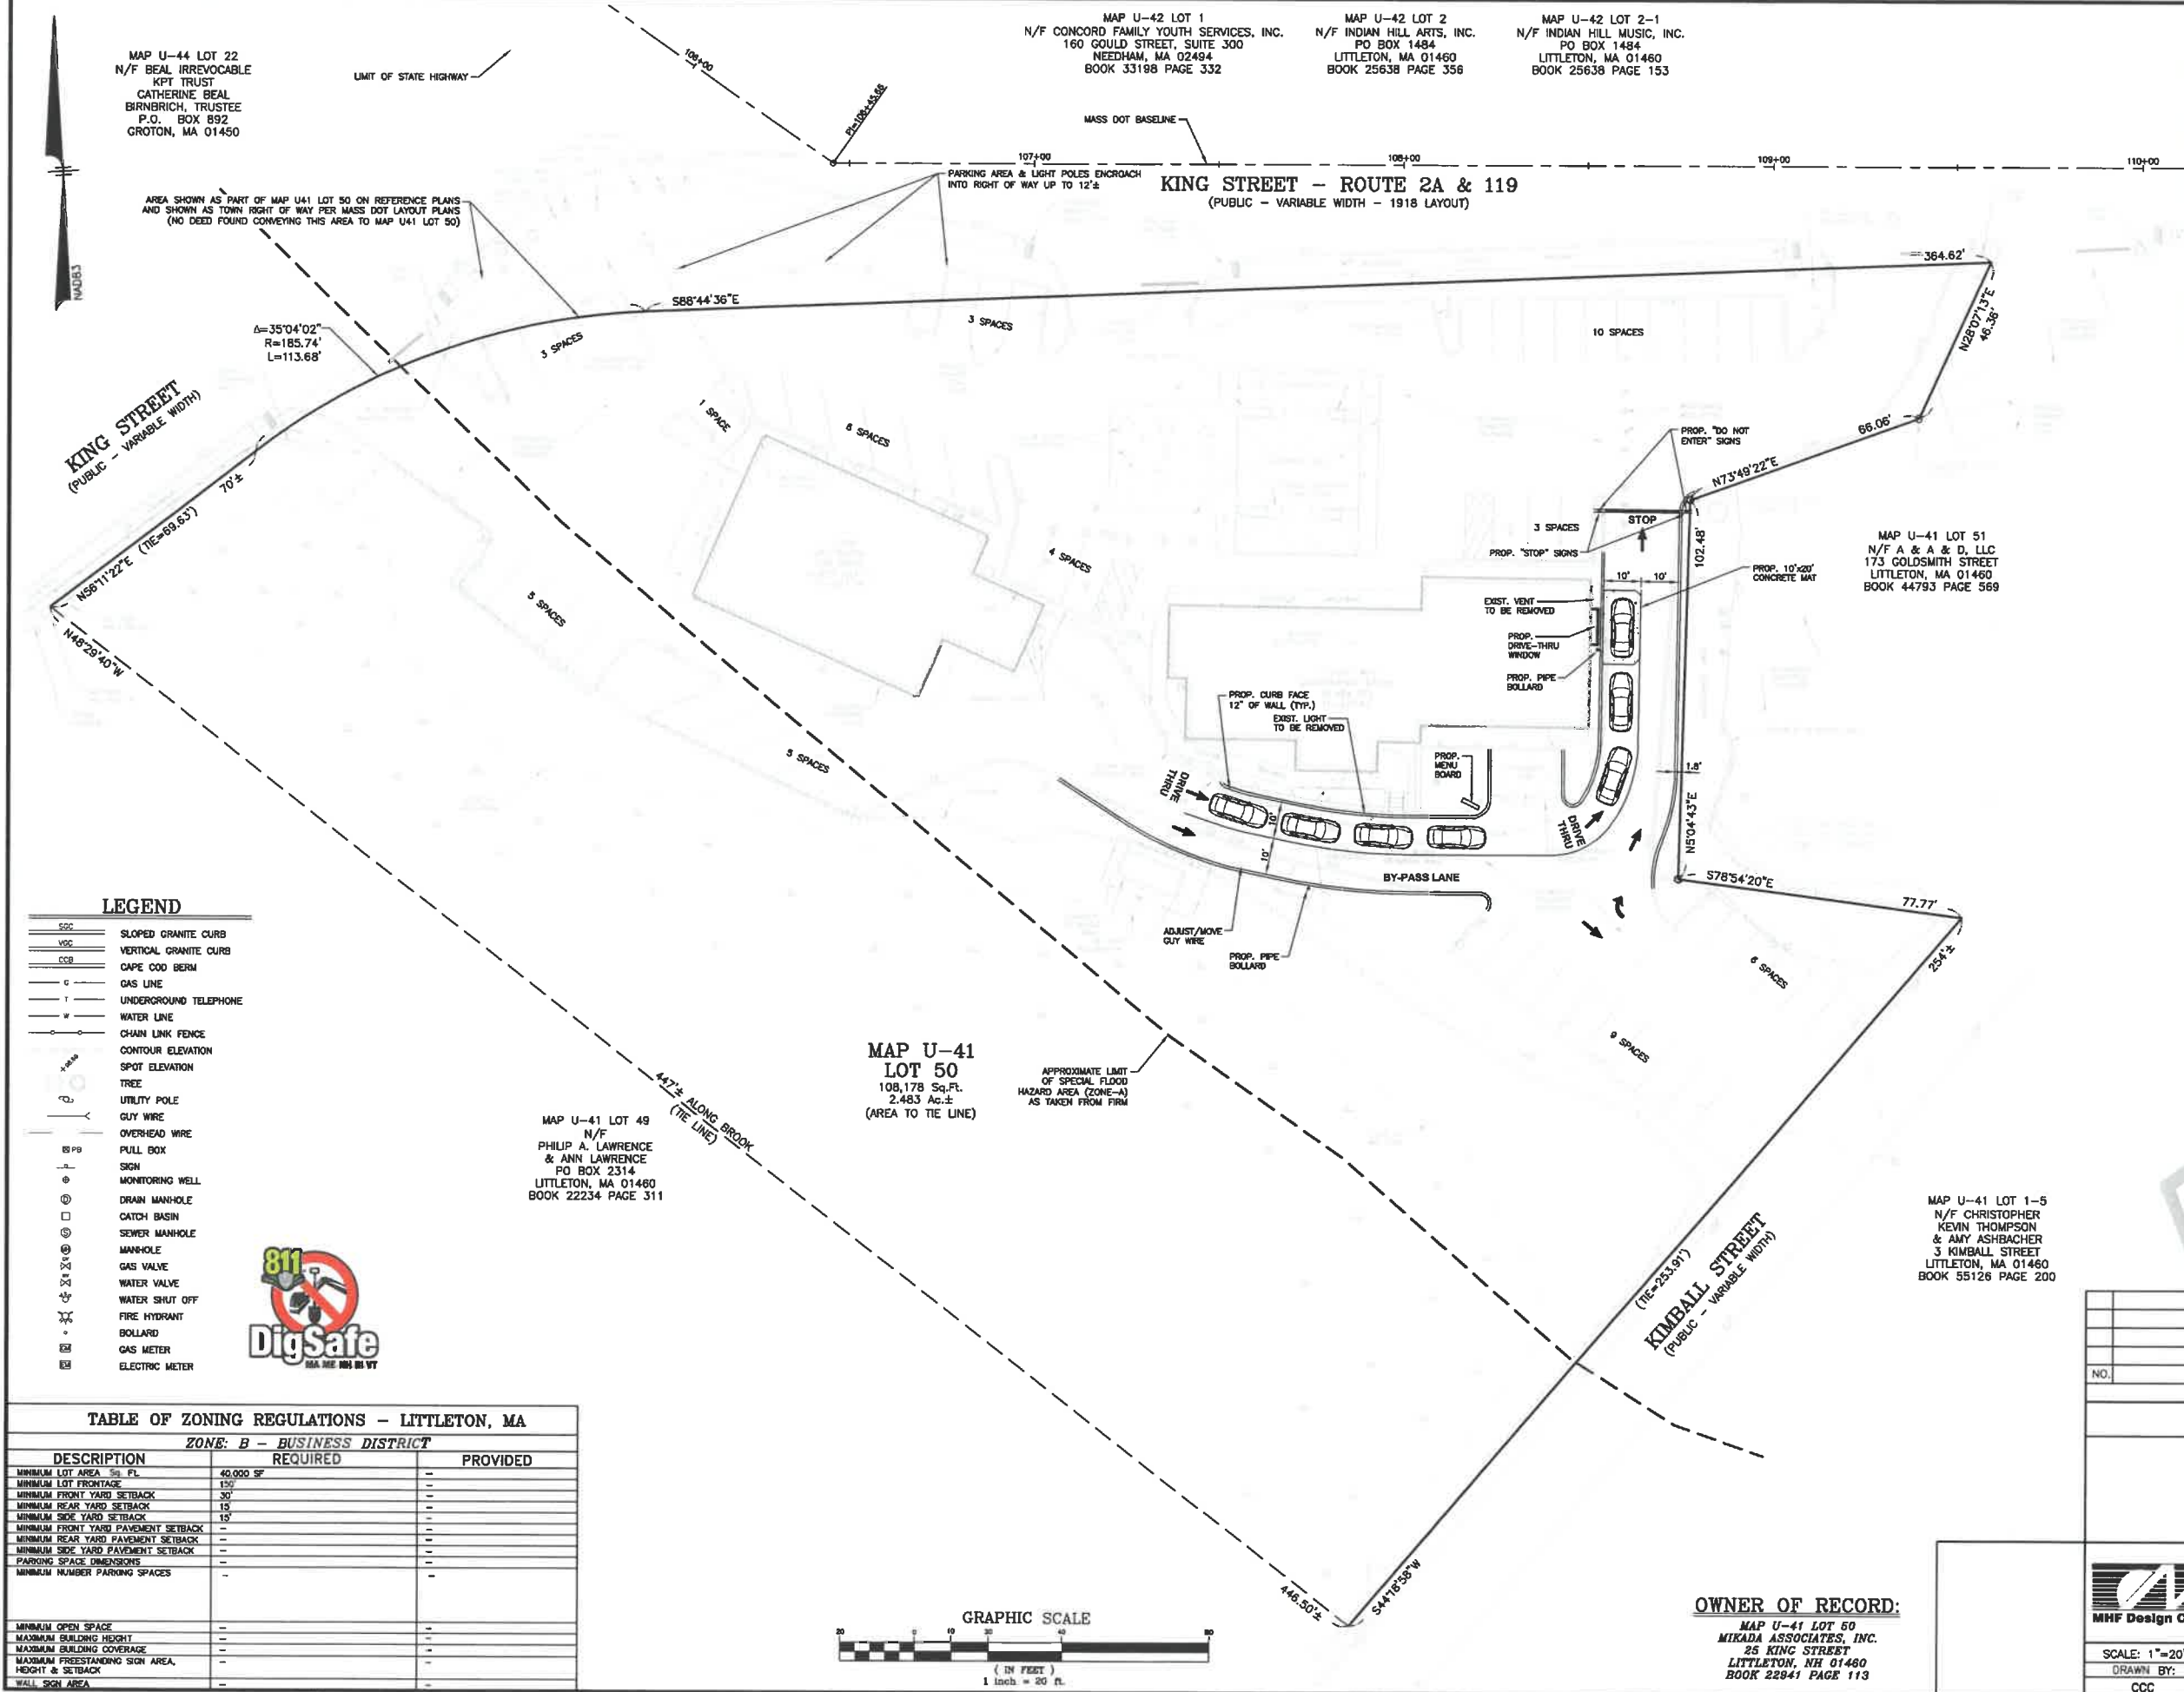 MAP U-44 LOT 22
N/F BEAL IRREVOCABLE
KPT TRUST
CATHERINE BEAL
BIRNBRICH, TRUSTEE
P.O. BOX 892
GROTON, MA 01450
NAD83
LIMIT OF STATE HIGHWAY
106+00
PI=106+45.66
MAP U-42 LOT 1
N/F CONCORD FAMILY YOUTH SERVICES, INC.
160 GOULD STREET, SUITE 300
NEEDHAM, MA 02494
BOOK 33198 PAGE 332
MAP U-42 LOT 2
N/F INDIAN HILL ARTS, INC.
PO BOX 1484
LITTLETON, MA 01460
BOOK 25638 PAGE 356
MAP U-42 LOT 2-1
N/F INDIAN HILL MUSIC, INC.
PO BOX 1484
LITTLETON, MA 01460
BOOK 25638 PAGE 153
MASS DOT BASELINE
107+00
108+00
109+00
110+00
PARKING AREA & LIGHT POLES ENCROACH
INTO RIGHT OF WAY UP TO 12'±
KING STREET - ROUTE 2A & 119
(PUBLIC - VARIABLE WIDTH - 1918 LAYOUT)
AREA SHOWN AS PART OF MAP U41 LOT 50 ON REFERENCE PLANS
AND SHOWN AS TOWN RIGHT OF WAY PER MASS DOT LAYOUT PLANS
(NO DEED FOUND CONVEYING THIS AREA TO MAP U41 LOT 50)
S88°44'36"E
364.62'
N28°07'13"E
46.36'
66.06'
N73°49'22"E
Δ=35°04'02"
R=185.74'
L=113.68'
KING STREET
(PUBLIC - VARIABLE WIDTH)
70'±
N56°11'22"E (TIE=69.63')
N48°29'40"W
3 SPACES
3 SPACES
10 SPACES
1 SPACE
6 SPACES
4 SPACES
5 SPACES
5 SPACES
3 SPACES
PROP. "DO NOT
ENTER" SIGNS
STOP
PROP. "STOP" SIGNS
102.48'
10'
10'
PROP. 10'x20'
CONCRETE MAT
EXIST. VENT
TO BE REMOVED
PROP.
DRIVE-THRU
WINDOW
PROP. PIPE
BOLLARD
MAP U-41 LOT 51
N/F A & A & D, LLC
173 GOLDSMITH STREET
LITTLETON, MA 01460
BOOK 44793 PAGE 569
PROP. CURB FACE
12" OF WALL (TYP.)
EXIST. LIGHT
TO BE REMOVED
PROP.
MENU
BOARD
DRIVE
THRU
10'
10'
DRIVE
THRU
1.8'
N5°04'43"E
BY-PASS LANE
S78°54'20"E
77.77'
254'±
ADJUST/MOVE
GUY WIRE
PROP. PIPE
BOLLARD
6 SPACES
9 SPACES
LEGEND
SGC SLOPED GRANITE CURB
VGC VERTICAL GRANITE CURB
CCB CAPE COD BERM
G GAS LINE
T UNDERGROUND TELEPHONE
W WATER LINE
CHAIN LINK FENCE
CONTOUR ELEVATION
SPOT ELEVATION
TREE
UTILITY POLE
GUY WIRE
OVERHEAD WIRE
PB PULL BOX
SIGN
MONITORING WELL
D DRAIN MANHOLE
CATCH BASIN
S SEWER MANHOLE
MANHOLE
GAS VALVE
WATER VALVE
WATER SHUT OFF
FIRE HYDRANT
BOLLARD
GAS METER
ELECTRIC METER
811
DigSafe
MA ME NH RI VT
MAP U-41
LOT 50
108,178 Sq.Ft.
2.483 Ac.±
(AREA TO TIE LINE)
APPROXIMATE LIMIT
OF SPECIAL FLOOD
HAZARD AREA (ZONE-A)
AS TAKEN FROM FIRM
447'± ALONG BROOK
(TIE LINE)
MAP U-41 LOT 49
N/F
PHILIP A. LAWRENCE
& ANN LAWRENCE
PO BOX 2314
LITTLETON, MA 01460
BOOK 22234 PAGE 311
(TIE=253.91')
KIMBALL STREET
(PUBLIC - VARIABLE WIDTH)
MAP U-41 LOT 1-5
N/F CHRISTOPHER
KEVIN THOMPSON
& AMY ASHBACHER
3 KIMBALL STREET
LITTLETON, MA 01460
BOOK 55126 PAGE 200
446.50'±
S44°18'58"W
TABLE OF ZONING REGULATIONS - LITTLETON, MA
ZONE: B - BUSINESS DISTRICT
DESCRIPTION REQUIRED PROVIDED
MINIMUM LOT AREA Sq. FL 40,000 SF -
MINIMUM LOT FRONTAGE 150' -
MINIMUM FRONT YARD SETBACK 30' -
MINIMUM REAR YARD SETBACK 15' -
MINIMUM SIDE YARD SETBACK 15' -
MINIMUM FRONT YARD PAVEMENT SETBACK - -
MINIMUM REAR YARD PAVEMENT SETBACK - -
MINIMUM SIDE YARD PAVEMENT SETBACK - -
PARKING SPACE DIMENSIONS - -
MINIMUM NUMBER PARKING SPACES - -
MINIMUM OPEN SPACE - -
MAXIMUM BUILDING HEIGHT - -
MAXIMUM BUILDING COVERAGE - -
MAXIMUM FREESTANDING SIGN AREA, - -
HEIGHT & SETBACK
WALL SIGN AREA - -
GRAPHIC SCALE
20 0 10 20 40 80
( IN FEET )
1 inch = 20 ft.
OWNER OF RECORD:
MAP U-41 LOT 50
MIKADA ASSOCIATES, INC.
25 KING STREET
LITTLETON, NH 01460
BOOK 22941 PAGE 113
NO.
MHF Design C
SCALE: 1"=20'
DRAWN BY:
CCC